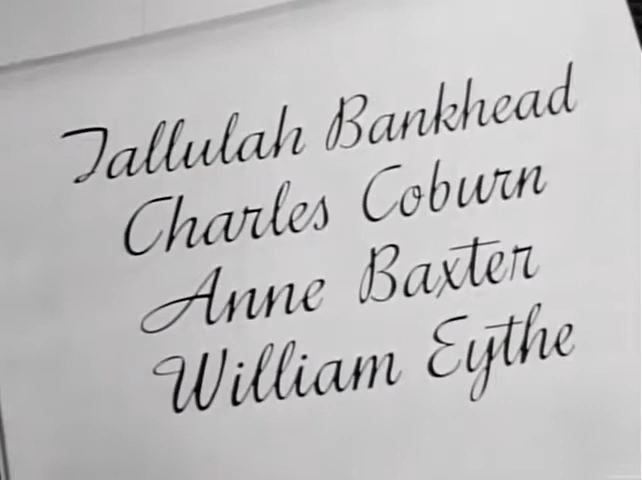 Tallulah Bankhead
Charles Coburn
Anne Baxter
William Eythe